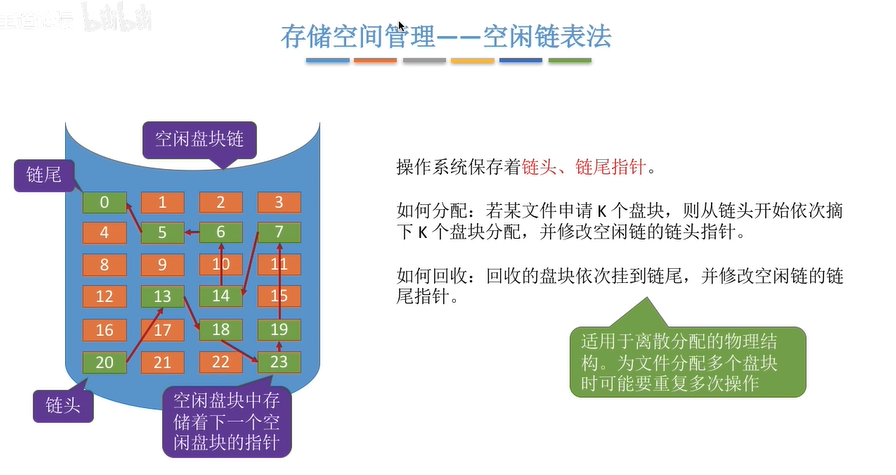 bilibili
存储空间管理——空闲链表法
空闲盘块链
链尾
0 1 2 3
4 5 6 7
8 9 10 11
12 13 14 15
16 17 18 19
20 21 22 23
链头
空闲盘块中存
储着下一个空
闲盘块的指针
操作系统保存着链头、链尾指针。
如何分配：若某文件申请 K 个盘块，则从链头开始依次摘
下 K 个盘块分配，并修改空闲链的链头指针。
如何回收：回收的盘块依次挂到链尾，并修改空闲链的链
尾指针。
适用于离散分配的物理结
构。为文件分配多个盘块
时可能要重复多次操作